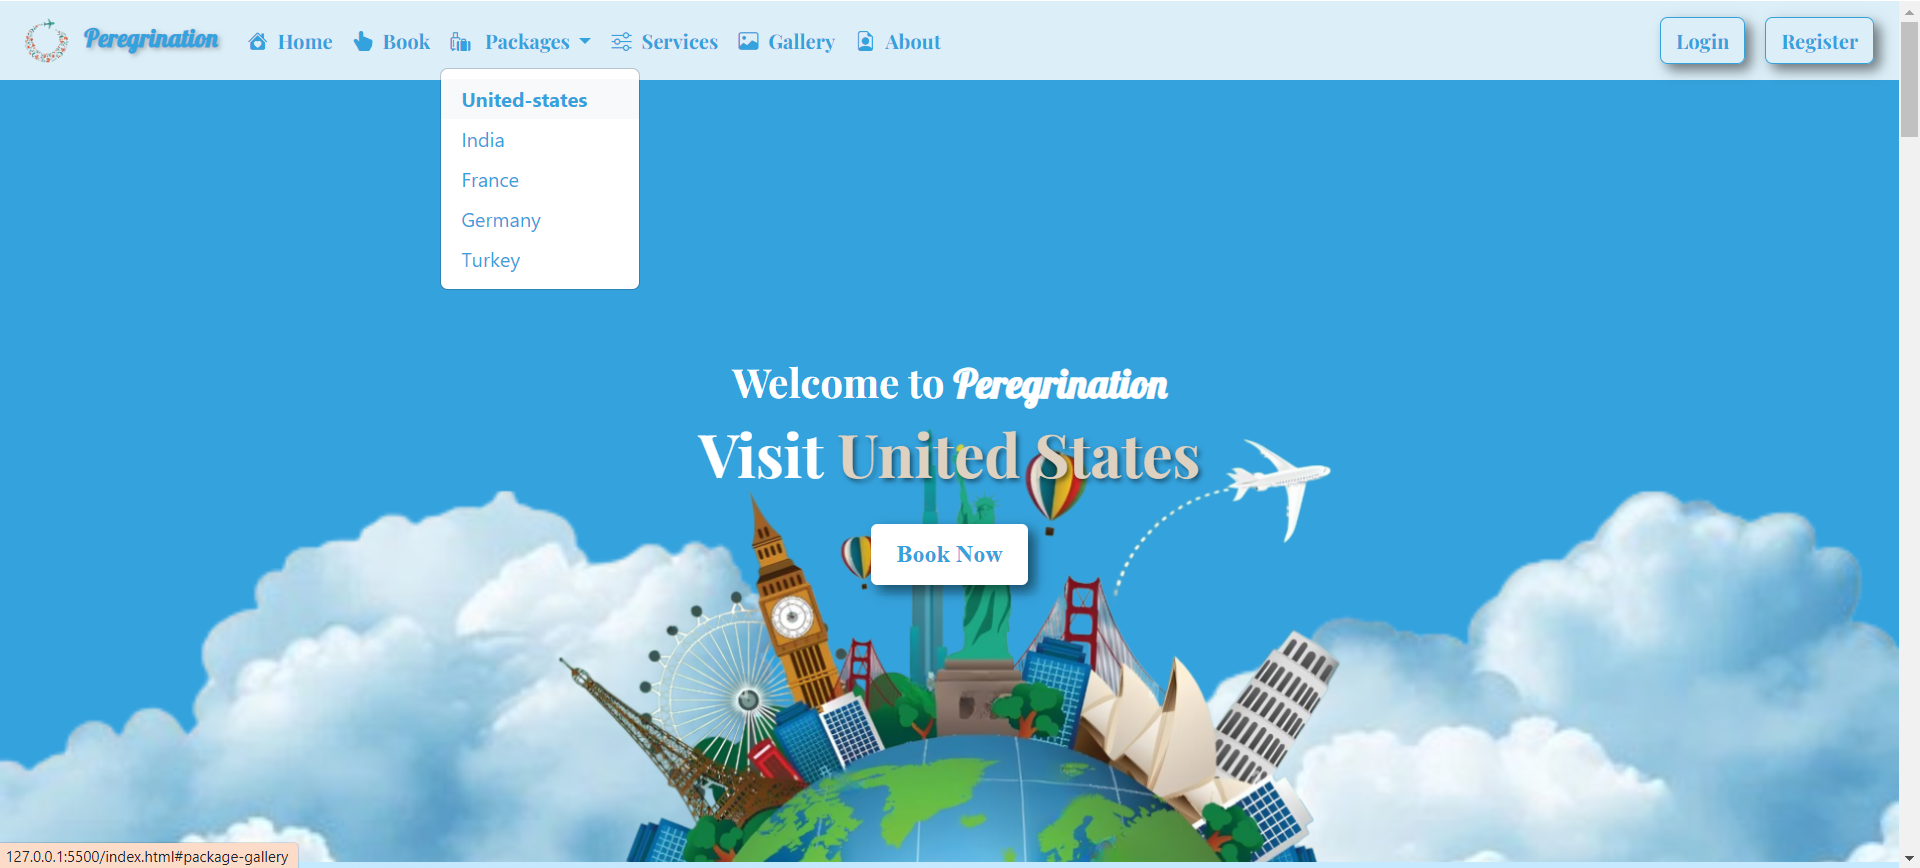 Peregrination Home Book Packages Services Gallery About Login Register
United-states
India
France
Germany
Turkey
Welcome to Peregrination
Visit United States
Book Now
127.0.0.1:5500/index.html#package-gallery